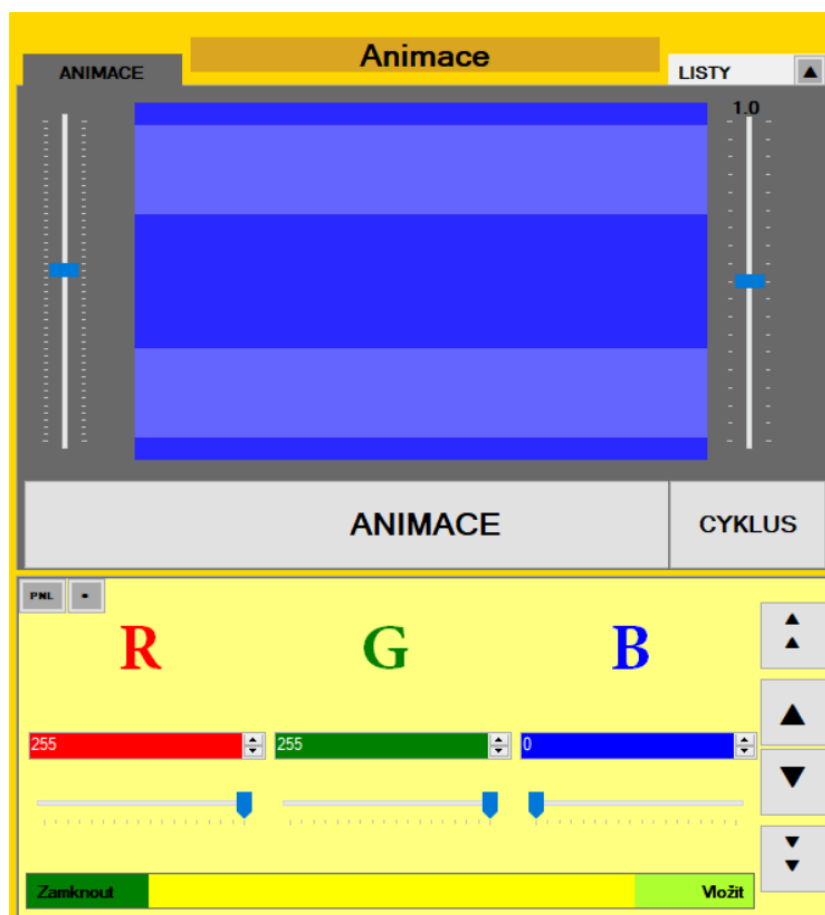 Animace
ANIMACE
LISTY
1.0
ANIMACE
CYKLUS
PNL
R
G
B
255
255
0
Zamknout
Vložit